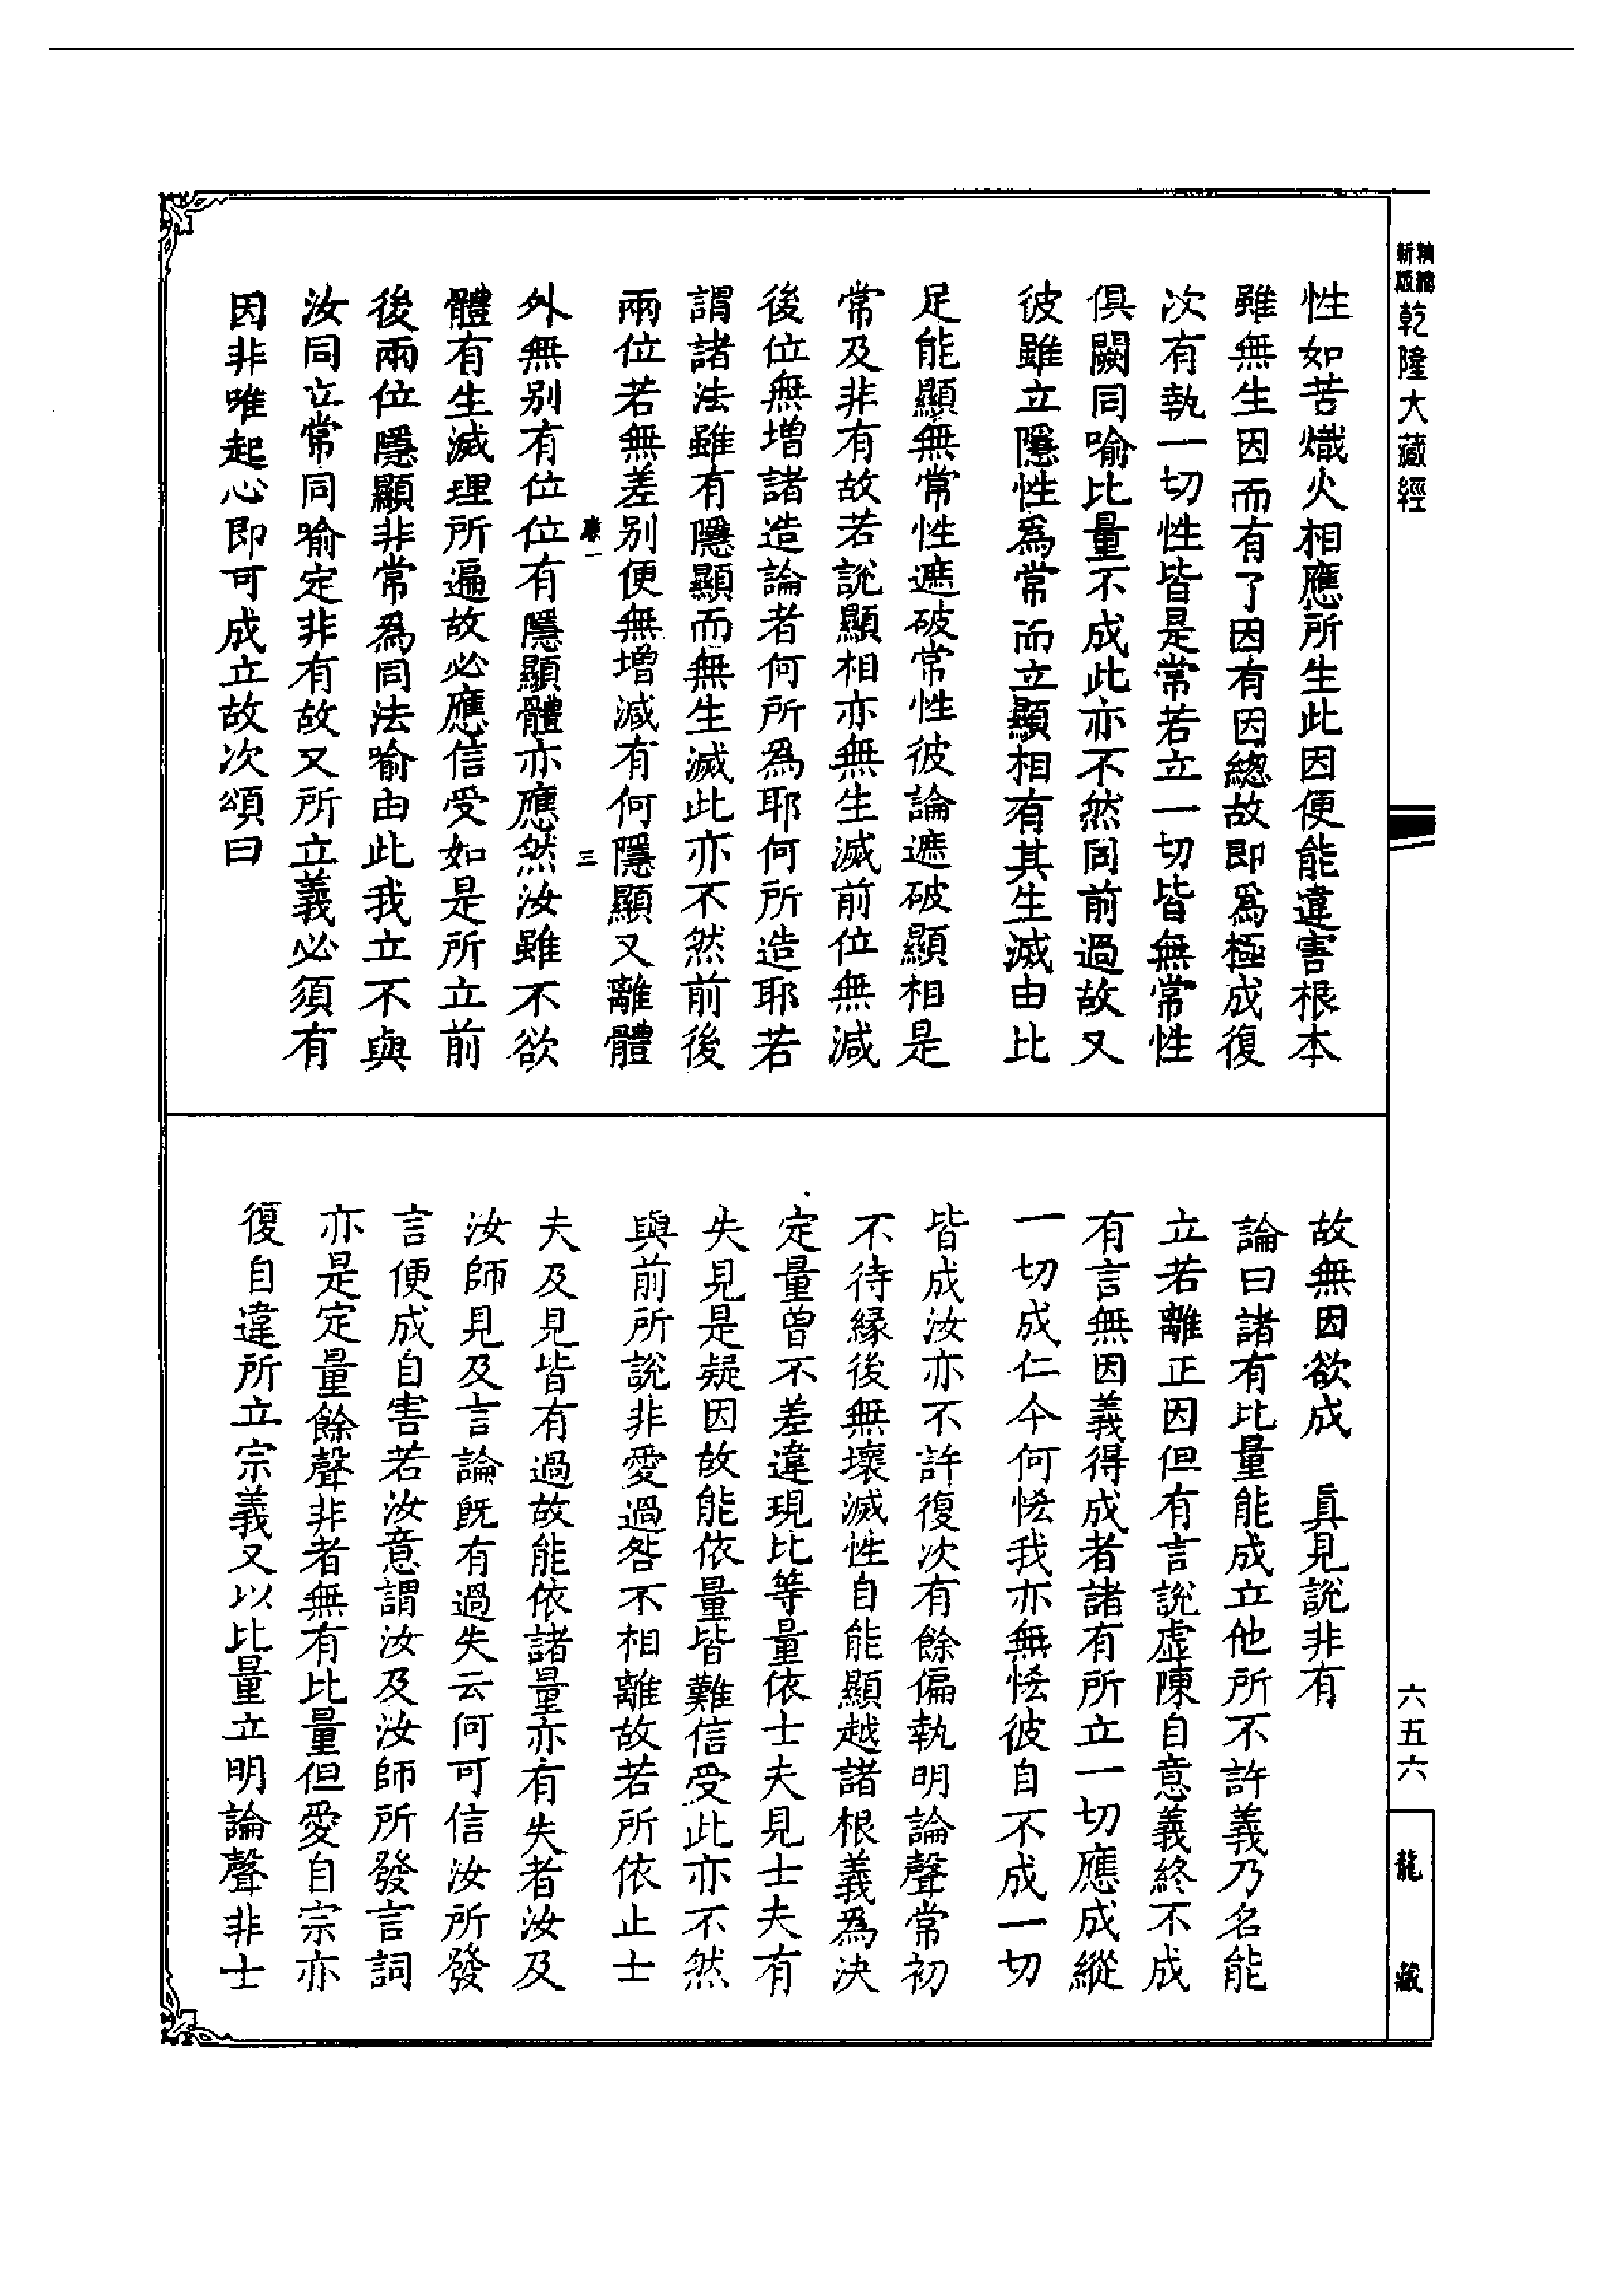 精縮
新版
乾隆大藏經
性如苦熾火相應所生此因便能違害根本
雖無生因而有了因有因總故即爲極成復
次有執一切性皆是常若立一切皆無常性
俱闕同喻比量不成此亦不然同前過故又
彼雖立隱性爲常而立顯相有其生滅由比
足能顯無常性遮破常性彼論遮破顯相是
常及非有故若說顯相亦無生滅前位無減
後位無增諸造論者何所爲耶何所造耶若
謂諸法雖有隱顯而無生滅此亦不然前後
兩位若無差别便無增減有何隱顯又離體
三
外無别有位位有隱顯體亦應然汝雖不欲
體有生滅理所遍故必應信受如是所立前
後兩位隱顯非常爲同法喻由此我立不與
汝同立常同喻定非有故又所立義必須有
因非唯起心即可成立故次頌曰
故無因欲成　真見說非有
論曰諸有比量能成立他所不許義乃名能
立若離正因但有言說虛陳自意義終不成
有言無因義得成者諸有所立一切應成縱
一切成仁今何恡我亦無恡彼自不成一切
皆成汝亦不許復次有餘偏執明論聲常初
不待緣後無壞滅性自能顯越諸根義爲決
定量曾不差違現比等量依士夫見士夫有
失見是疑因故能依量皆難信受此亦不然
與前所說非愛過咎不相離故若所依止士
夫及見皆有過故能依諸量亦有失者汝及
汝師見及言論既有過失云何可信汝所發
言便成自害若汝意謂汝及汝師所發言詞
亦是定量餘聲非者無有比量但愛自宗亦
復自違所立宗義又以比量立明論聲非士
六五六
龍藏